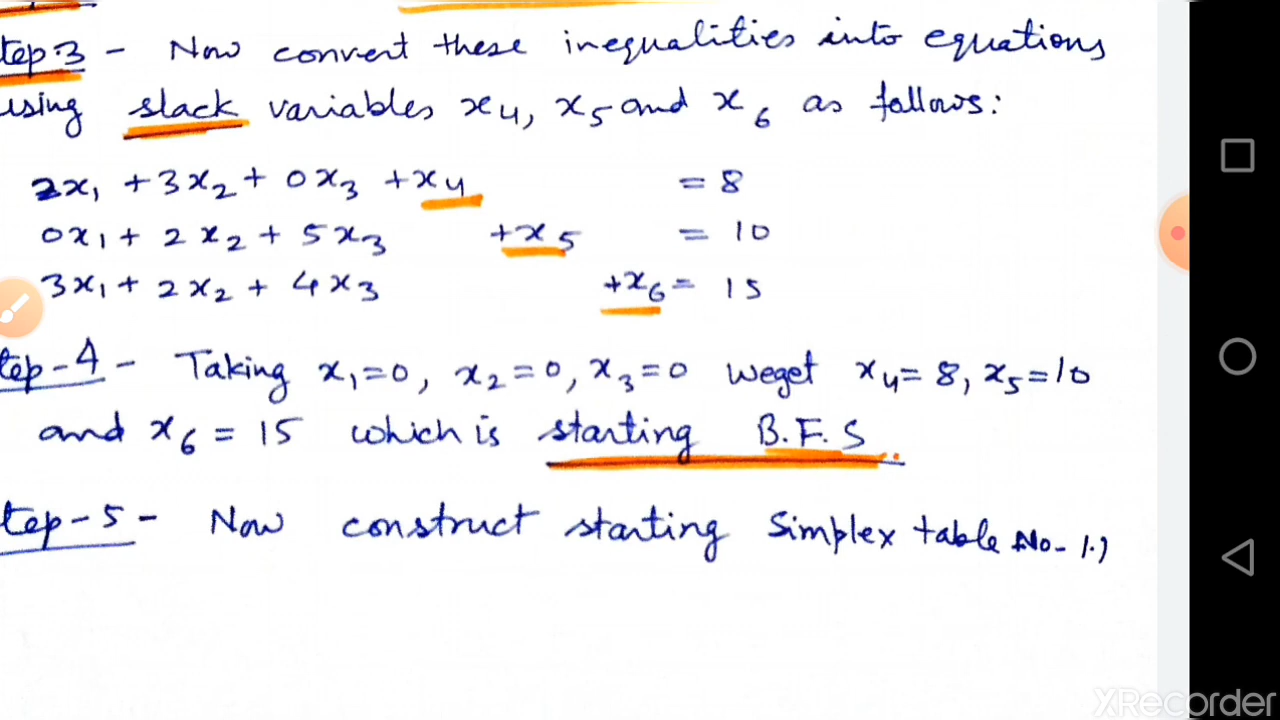 tep-3 - Now convert these inequalities into equations
using slack variables x4, x5 and x6 as follows:
2x1 + 3x2 + 0x3 + x4 = 8
0x1 + 2x2 + 5x3 + x5 = 10
3x1 + 2x2 + 4x3 + x6 = 15
tep-4 - Taking x1=0, x2=0, x3=0 weget x4=8, x5=10
and x6 = 15 which is starting B.F.S.
tep-5 - Now construct starting Simplex table No-1.)
XRecorder